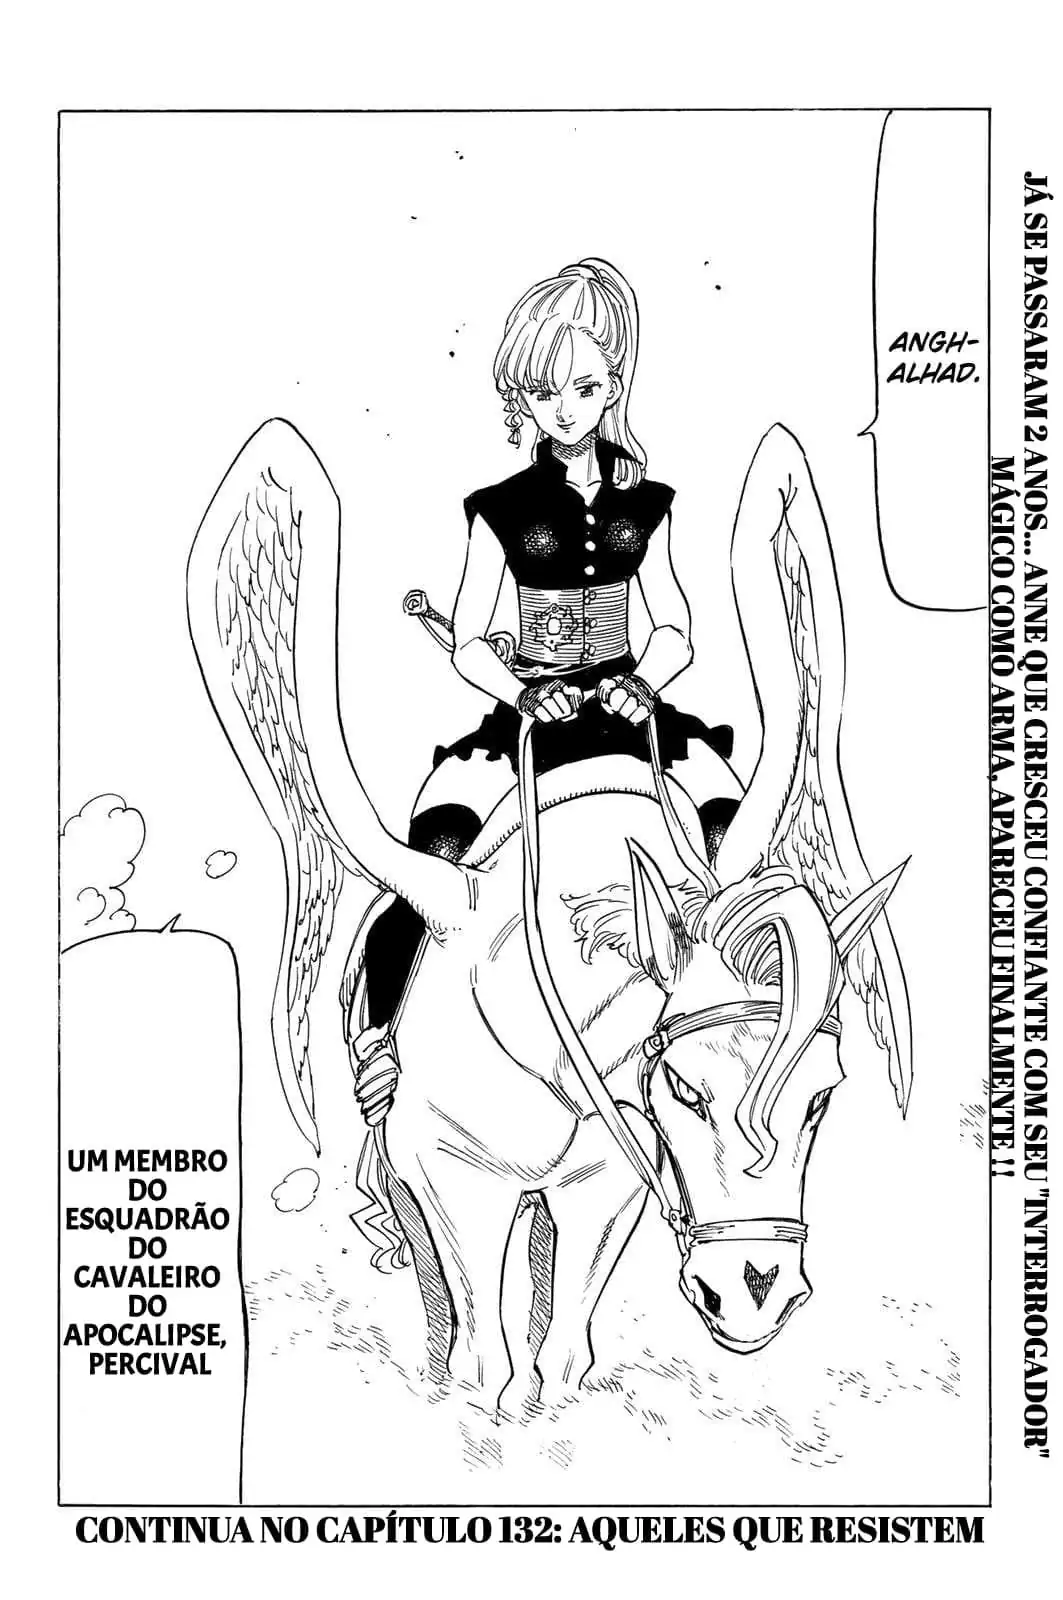 JÁ SE PASSARAM 2 ANOS... ANNE QUE CRESCEU CONFIANTE COM SEU "INTERROGADOR"
MÁGICO COMO ARMA, APARECEU FINALMENTE!!
ANGH-
ALHAD.
UM MEMBRO
DO
ESQUADRÃO
DO
CAVALEIRO
DO
APOCALIPSE,
PERCIVAL
CONTINUA NO CAPÍTULO 132: AQUELES QUE RESISTEM